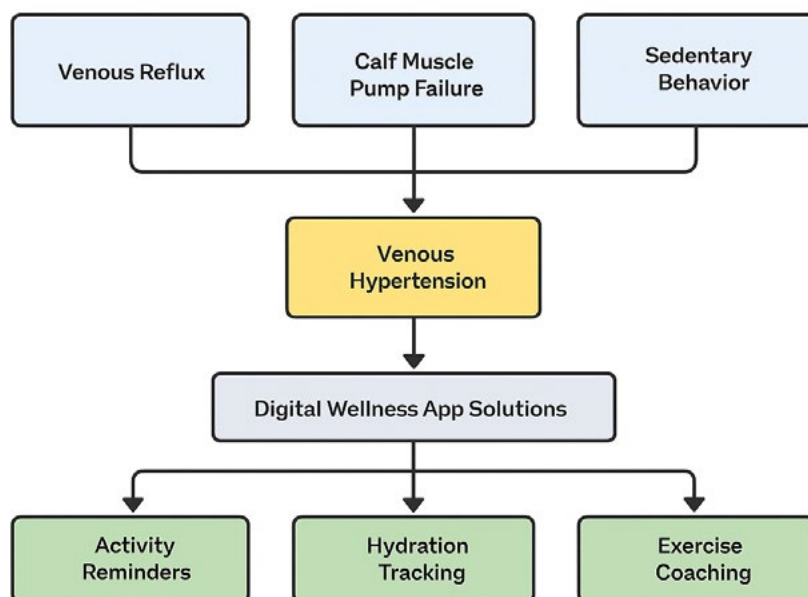 Venous Reflux
Calf Muscle
Pump Failure
Sedentary
Behavior
Venous
Hypertension
Digital Wellness App Solutions
Activity
Reminders
Hydration
Tracking
Exercise
Coaching